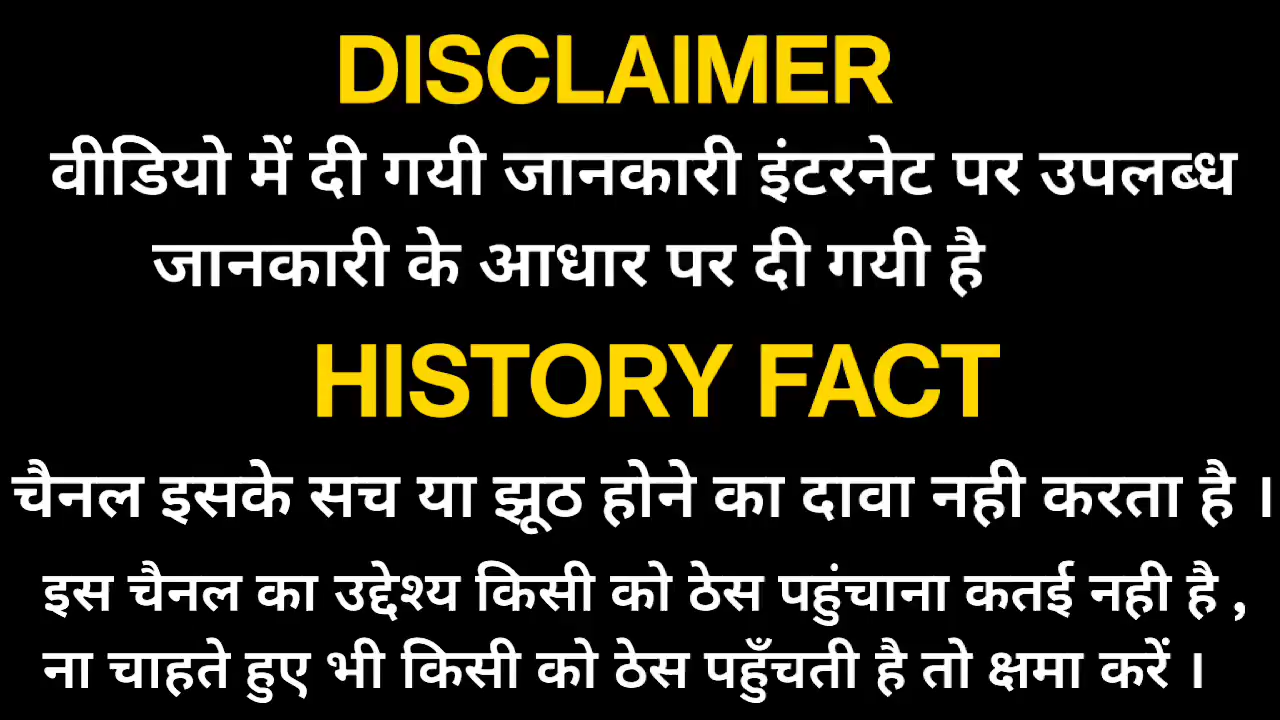 DISCLAIMER
वीडियो में दी गयी जानकारी इंटरनेट पर उपलब्ध
जानकारी के आधार पर दी गयी है
HISTORY FACT
चैनल इसके सच या झूठ होने का दावा नही करता है ।
इस चैनल का उद्देश्य किसी को ठेस पहुंचाना कतई नही है ,
ना चाहते हुए भी किसी को ठेस पहुँचती है तो क्षमा करें ।